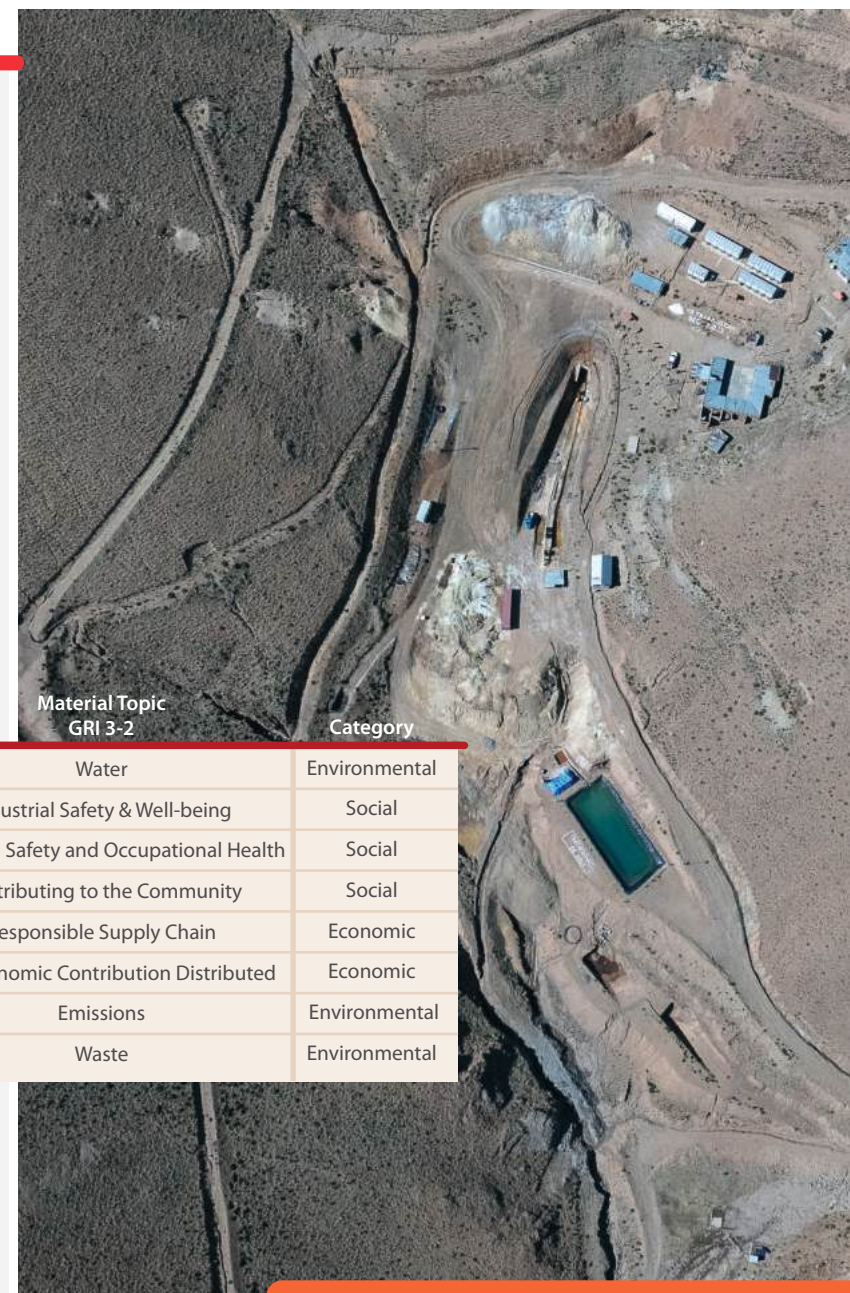 Material Topic
GRI 3-2
Category
Water Environmental
ustrial Safety & Well-being Social
Safety and Occupational Health Social
tributing to the Community Social
esponsible Supply Chain Economic
nomic Contribution Distributed Economic
Emissions Environmental
Waste Environmental